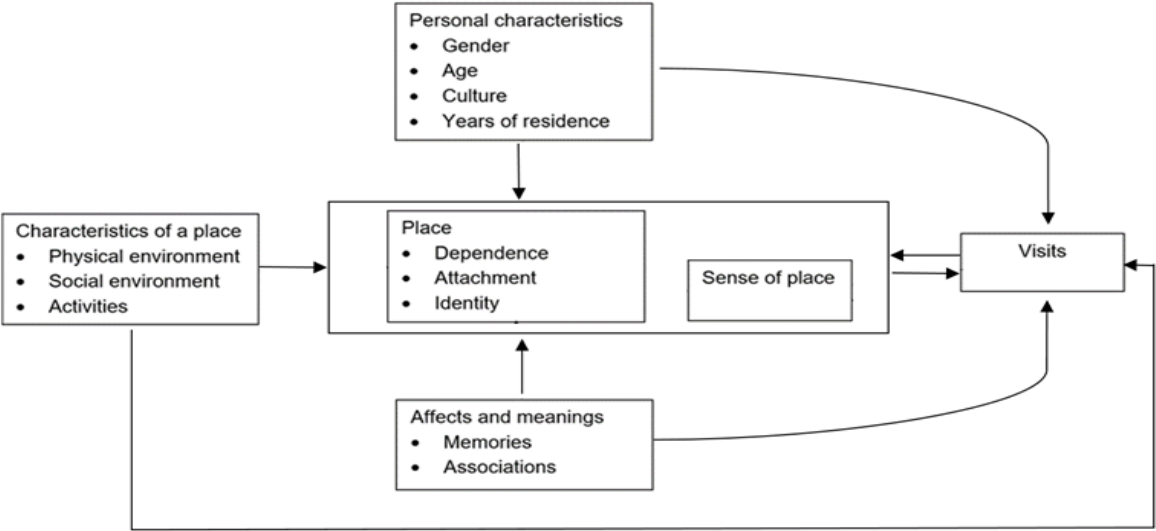 Personal characteristics
• Gender
• Age
• Culture
• Years of residence
Characteristics of a place
• Physical environment
• Social environment
• Activities
Place
• Dependence
• Attachment
• Identity
Sense of place
Visits
Affects and meanings
• Memories
• Associations